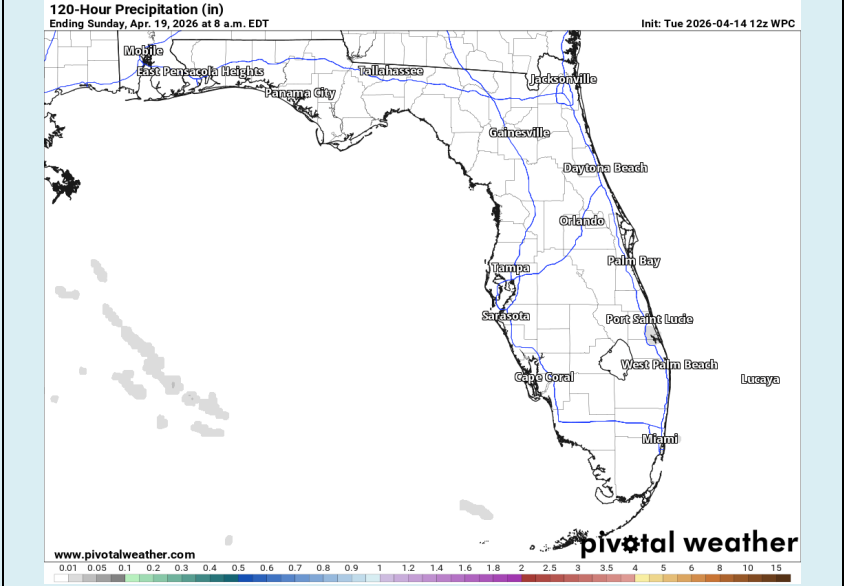 120-Hour Precipitation (in)
Ending Sunday, Apr. 19, 2026 at 8 a.m. EDT
Init: Tue 2026-04-14 12z WPC
Mobile
East Pensacola Heights
Tallahassee
Jacksonville
Panama City
Gainesville
Daytona Beach
Orlando
Palm Bay
Tampa
Sarasota
Port Saint Lucie
West Palm Beach
Cape Coral
Lucaya
Miami
www.pivotalweather.com
pivotal weather
0.01 0.05 0.1 0.2 0.3 0.4 0.5 0.6 0.7 0.8 0.9 1 1.2 1.4 1.6 1.8 2 2.5 3 3.5 4 5 6 8 10 15